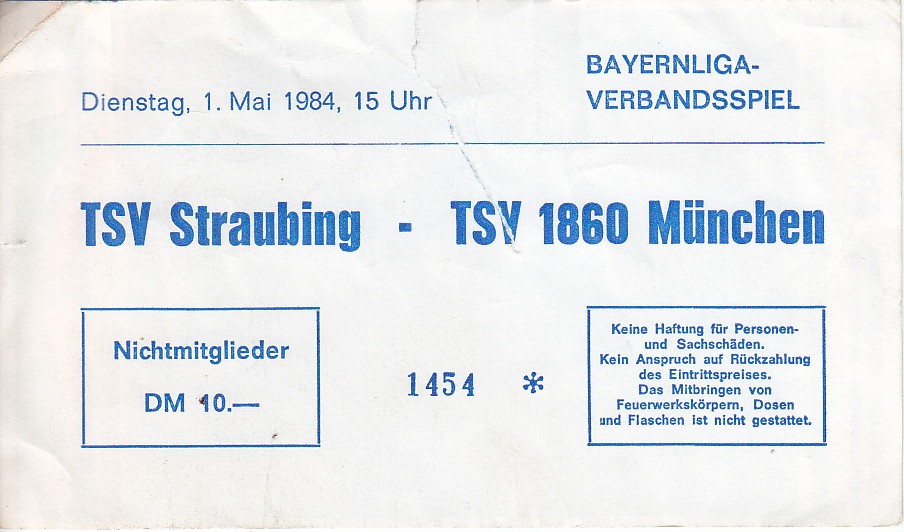 Dienstag, 1. Mai 1984, 15 Uhr
BAYERNLIGA-
VERBANDSSPIEL
TSV Straubing - TSV 1860 München
Nichtmitglieder
DM 10.—
1454 *
Keine Haftung für Personen-
und Sachschäden.
Kein Anspruch auf Rückzahlung
des Eintrittspreises.
Das Mitbringen von
Feuerwerkskörpern, Dosen
und Flaschen ist nicht gestattet.